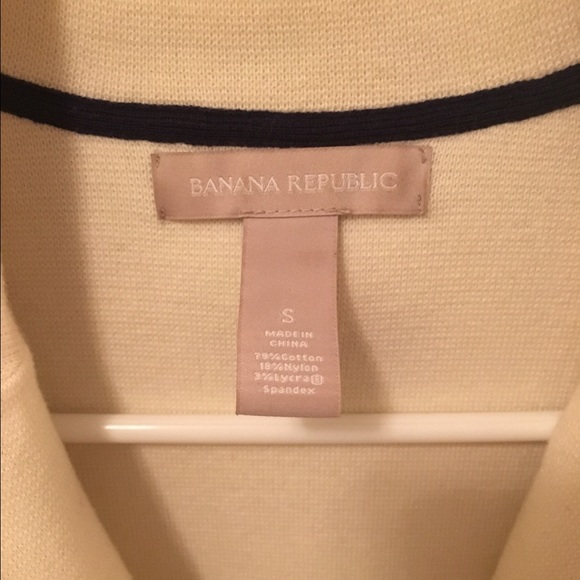 BANANA REPUBLIC
S
MADE IN
CHINA
79%Cotton
18%Nylon
3%Lycra®
Spandex